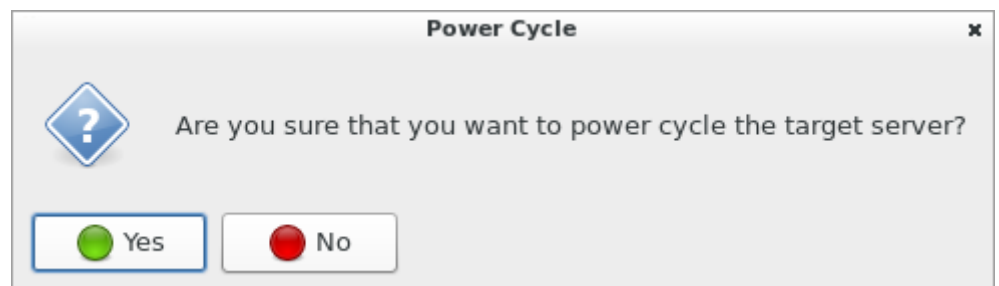 Power Cycle
?
Are you sure that you want to power cycle the target server?
Yes
No